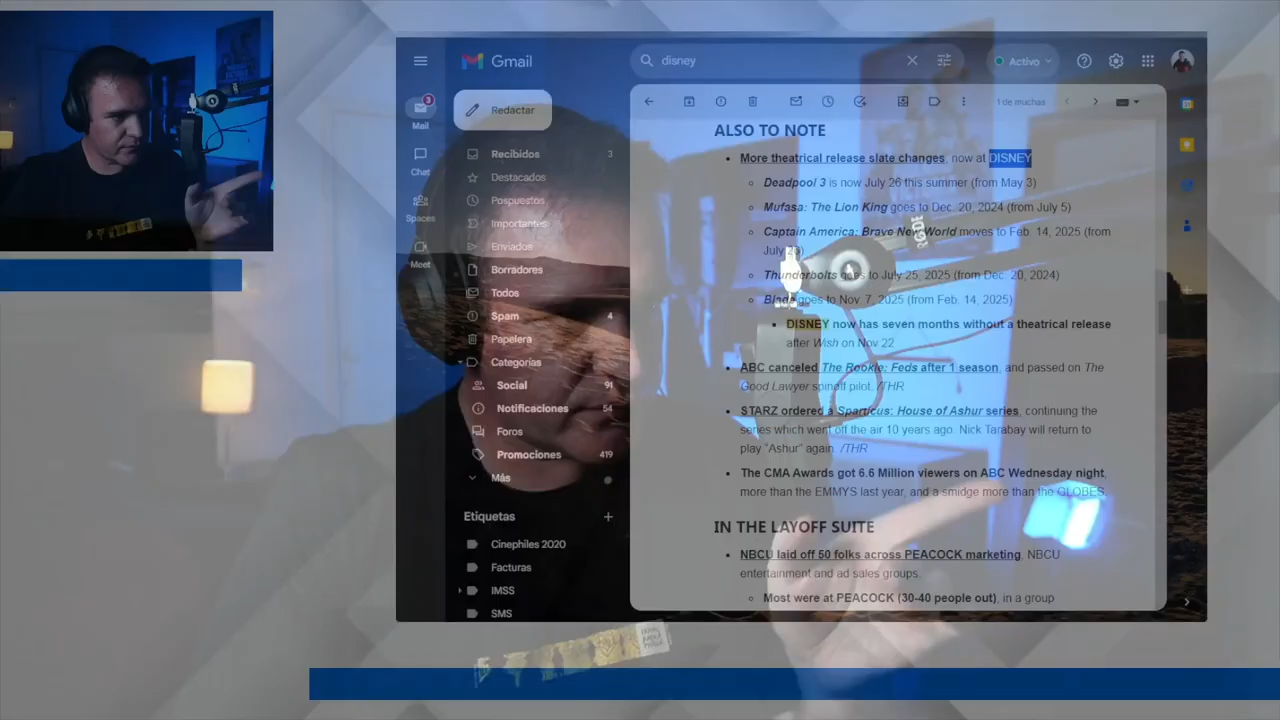 Gmail
disney
Activo
Redactar
1 de muchas
3
Mail
Chat
Spaces
Meet
Recibidos 3
Destacados
Pospuestos
Importantes
Enviados
Borradores
Todos
Spam 4
Papelera
Categorías
Social 91
Notificaciones 54
Foros
Promociones 419
Más
Etiquetas
Cinephiles 2020
Facturas
IMSS
SMS
ALSO TO NOTE
More theatrical release slate changes, now at DISNEY
Deadpool 3 is now July 26 this summer (from May 3)
Mufasa: The Lion King goes to Dec. 20, 2024 (from July 5)
Captain America: Brave New World moves to Feb. 14, 2025 (from
July 26)
Thunderbolts goes to July 25, 2025 (from Dec. 20, 2024)
Blade goes to Nov. 7, 2025 (from Feb. 14, 2025)
DISNEY now has seven months without a theatrical release
after Wish on Nov 22
ABC canceled The Rookie: Feds after 1 season, and passed on The
Good Lawyer spinoff pilot. /THR
STARZ ordered a Sparticus: House of Ashur series, continuing the
series which went off the air 10 years ago. Nick Tarabay will return to
play "Ashur" again. /THR
The CMA Awards got 6.6 Million viewers on ABC Wednesday night,
more than the EMMYS last year, and a smidge more than the GLOBES.
IN THE LAYOFF SUITE
NBCU laid off 50 folks across PEACOCK marketing, NBCU
entertainment and ad sales groups.
Most were at PEACOCK (30-40 people out), in a group